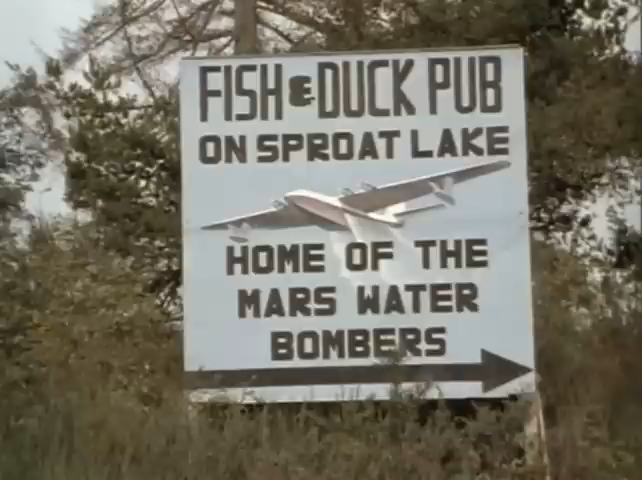 FISH & DUCK PUB
ON SPROAT LAKE
HOME OF THE
MARS WATER
BOMBERS